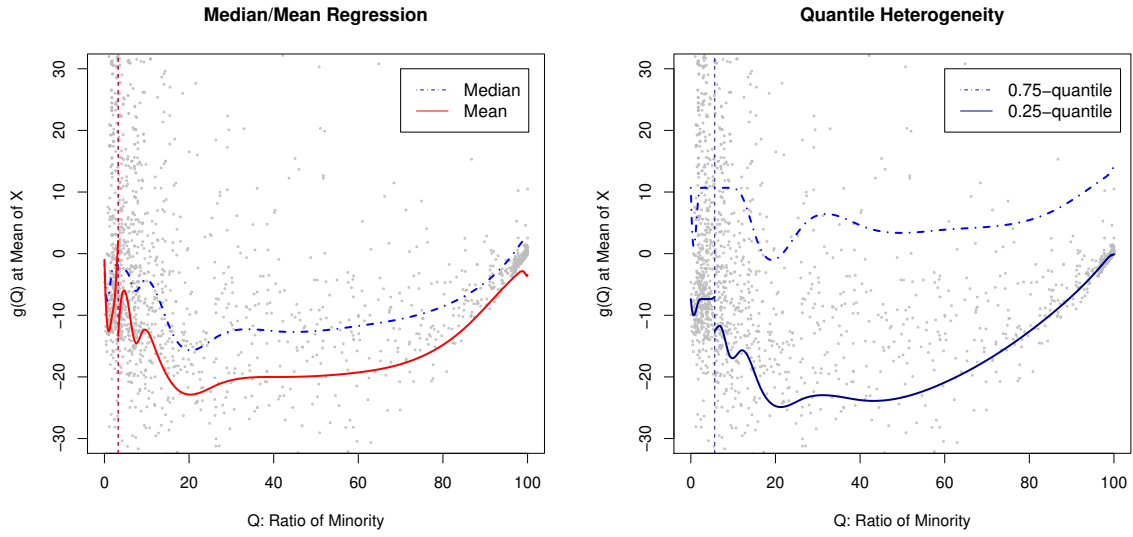 Median/Mean Regression
30
20
10
0
−10
−20
−30
g(Q) at Mean of X
Median
Mean
0
20
40
60
80
100
Q: Ratio of Minority
Quantile Heterogeneity
30
20
10
0
−10
−20
−30
g(Q) at Mean of X
0.75−quantile
0.25−quantile
0
20
40
60
80
100
Q: Ratio of Minority